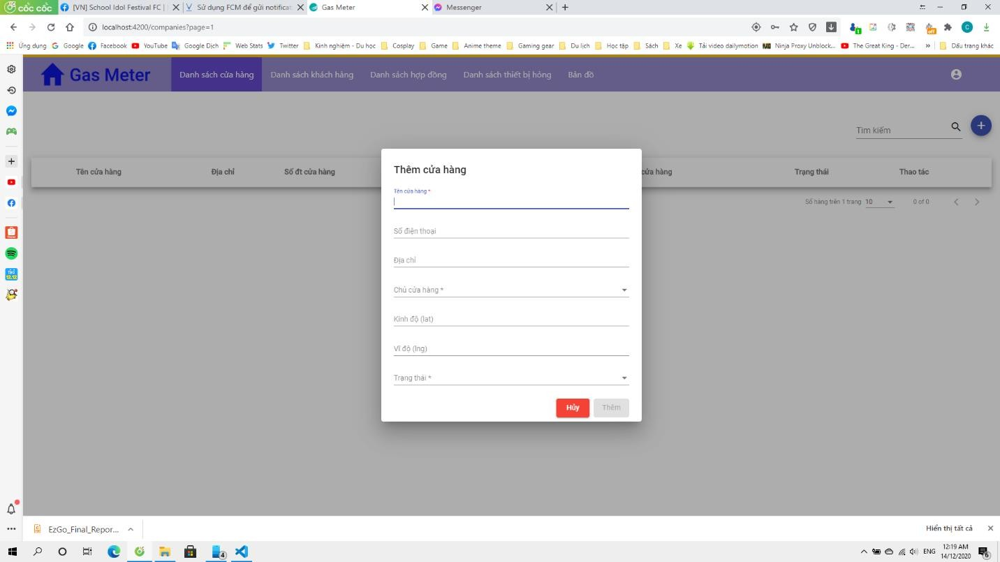 cốc cốc
[VN] School Idol Festival FC |
Sử dụng FCM để gửi notificat
Gas Meter
Messenger
localhost:4200/companies?page=1
1
off
C
Ứng dụng
Google
Facebook
YouTube
Google Dịch
Web Stats
Twitter
Kinh nghiệm - Du học
Cosplay
Game
Anime theme
Gaming gear
Du lịch
Học tập
Sách
Xe
Tải video dailymotion
Ninja Proxy Unblock...
The Great King - Der...
»
Dấu trang khác
Gas Meter
Danh sách cửa hàng
Danh sách khách hàng
Danh sách hợp đồng
Danh sách thiết bị hỏng
Bản đồ
Tìm kiếm
Tên cửa hàng
Địa chỉ
Số đt cửa hàng
cửa hàng
Trạng thái
Thao tác
Số hàng trên 1 trang
10
0 of 0
Thêm cửa hàng
Tên cửa hàng *
Số điện thoại
Địa chỉ
Chủ cửa hàng *
Kinh độ (lat)
Vĩ độ (lng)
Trạng thái *
Hủy
Thêm
TIKI
12.12
EzGo_Final_Repor...
Hiển thị tất cả
4
ENG
12:19 AM
14/12/2020
6